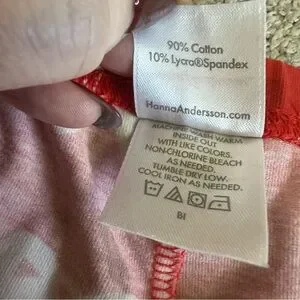 90% Cotton
10% Lycra®Spandex
HannaAndersson.com
MACHINE WASH WARM
INSIDE OUT
WITH LIKE COLORS.
NON-CHLORINE BLEACH
AS NEEDED.
TUMBLE DRY LOW.
COOL IRON AS NEEDED.
BI